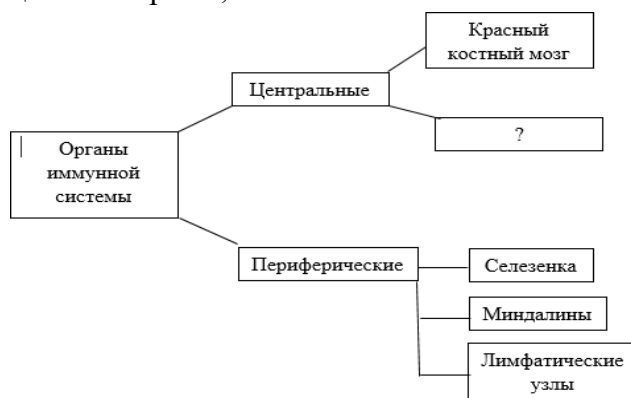 Красный
костный мозг
Центральные
?
Органы
иммунной
системы
Периферические
Селезенка
Миндалины
Лимфатические
узлы